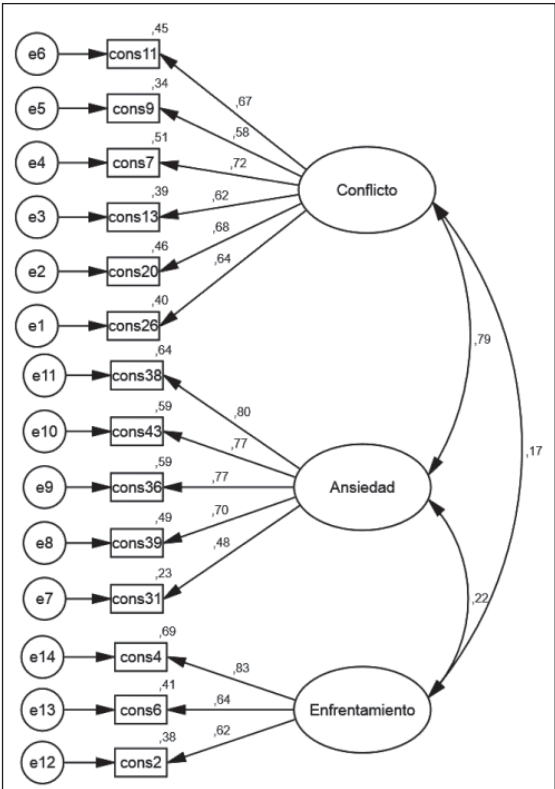 ,45
e6 cons11
,67
,34
e5 cons9
,58
,51
e4 cons7
,72
Conflicto
,39
e3 cons13
,62
,46
e2 cons20
,68
,40
e1 cons26
,64
,79
,64
e11 cons38
,80
,59
e10 cons43
,77
,17
,59
e9 cons36
,77
Ansiedad
,49
e8 cons39
,70
,23
e7 cons31
,48
,22
,69
e14 cons4
,83
,41
e13 cons6
,64
Enfrentamiento
,38
e12 cons2
,62